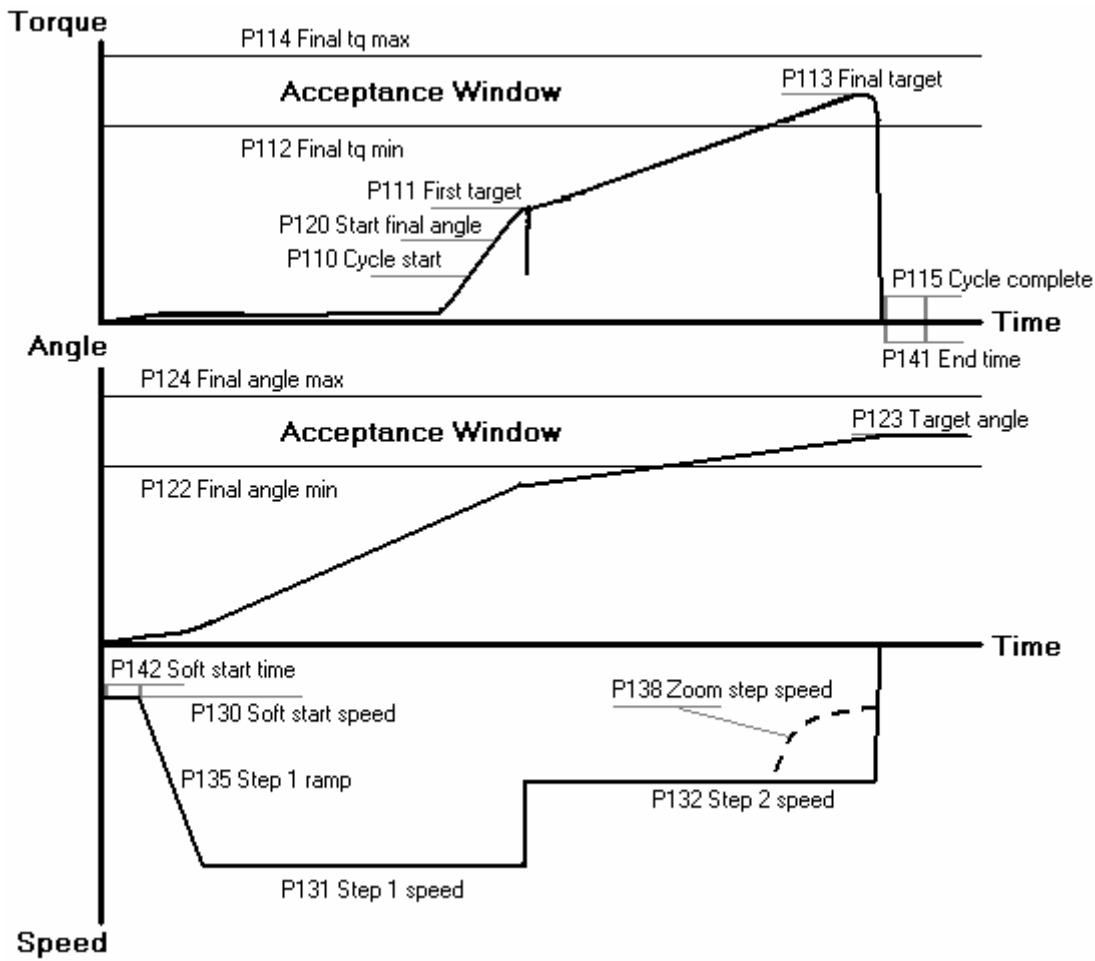 Torque
P114 Final tq max
P113 Final target
Acceptance Window
P112 Final tq min
P111 First target
P120 Start final angle
P110 Cycle start
P115 Cycle complete
Time
Angle
P141 End time
P124 Final angle max
P123 Target angle
Acceptance Window
P122 Final angle min
Time
P142 Soft start time
P138 Zoom step speed
P130 Soft start speed
P135 Step 1 ramp
P132 Step 2 speed
P131 Step 1 speed
Speed